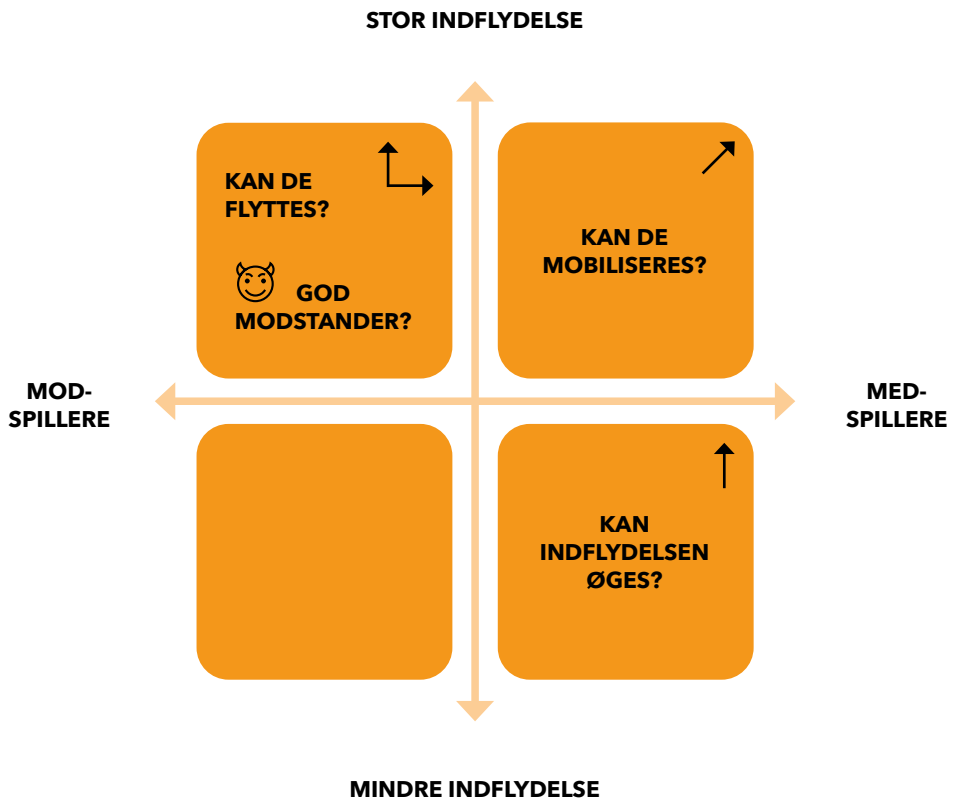 STOR INDFLYDELSE
KAN DE
FLYTTES?
GOD
MODSTANDER?
KAN DE
MOBILISERES?
MOD-
SPILLERE
MED-
SPILLERE
KAN
INDFLYDELSEN
ØGES?
MINDRE INDFLYDELSE